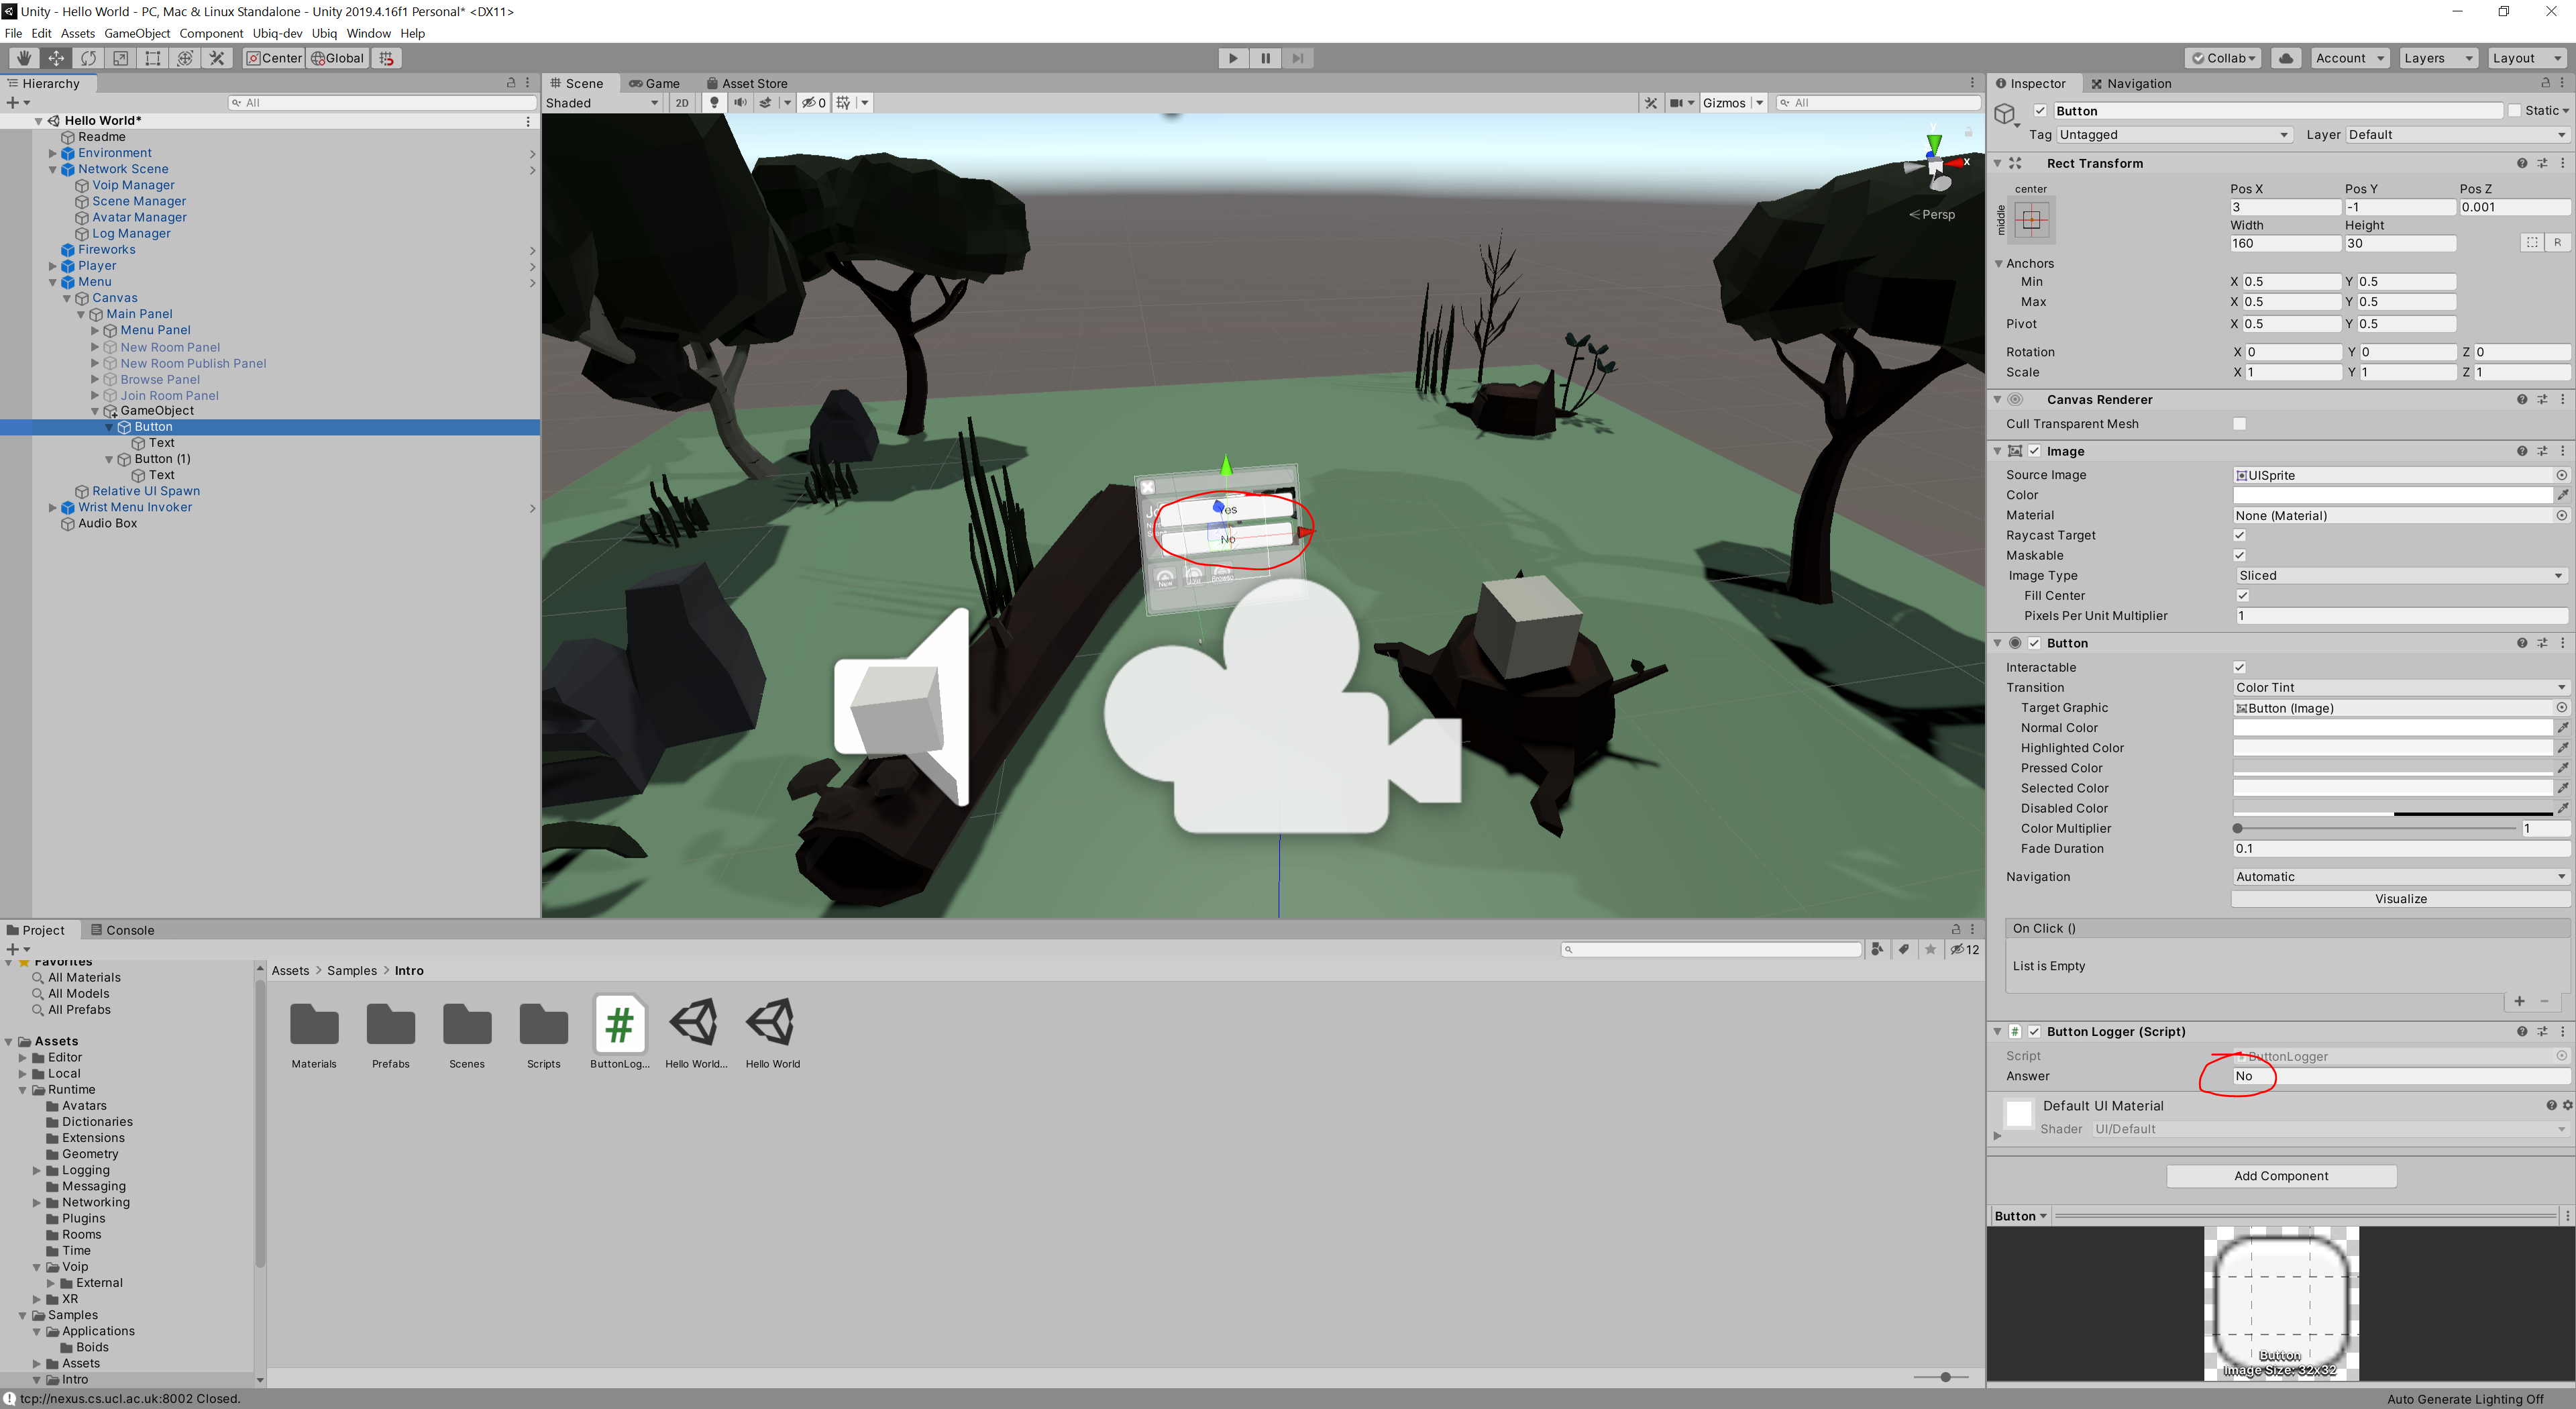 Unity - Hello World - PC, Mac & Linux Standalone - Unity 2019.4.16f1 Personal* <DX11>
File Edit Assets GameObject Component Ubiq-dev Ubiq Window Help
Center Global
Collab Account Layers Layout
Hierarchy
All
Hello World*
Readme
Environment
Network Scene
Voip Manager
Scene Manager
Avatar Manager
Log Manager
Fireworks
Player
Menu
Canvas
Main Panel
Menu Panel
New Room Panel
New Room Publish Panel
Browse Panel
Join Room Panel
GameObject
Button
Text
Button (1)
Text
Relative UI Spawn
Wrist Menu Invoker
Audio Box
Scene Game Asset Store
Shaded 2D 0 Gizmos All
x
Persp
Yes
No
New
Inspector Navigation
Button Static
Tag Untagged Layer Default
Rect Transform
center
middle
Pos X Pos Y Pos Z
3 -1 0.001
Width Height
160 30
R
Anchors
Min X 0.5 Y 0.5
Max X 0.5 Y 0.5
Pivot X 0.5 Y 0.5
Rotation X 0 Y 0 Z 0
Scale X 1 Y 1 Z 1
Canvas Renderer
Cull Transparent Mesh
Image
Source Image UISprite
Color
Material None (Material)
Raycast Target
Maskable
Image Type Sliced
Fill Center
Pixels Per Unit Multiplier 1
Button
Interactable
Transition Color Tint
Target Graphic Button (Image)
Normal Color
Highlighted Color
Pressed Color
Selected Color
Disabled Color
Color Multiplier 1
Fade Duration 0.1
Navigation Automatic
Visualize
On Click ()
List is Empty
Button Logger (Script)
Script ButtonLogger
Answer No
Default UI Material
Shader UI/Default
Add Component
Button
Button
Image Size: 32x32
Project Console
12
Favorites
All Materials
All Models
All Prefabs
Assets
Editor
Local
Runtime
Avatars
Dictionaries
Extensions
Geometry
Logging
Messaging
Networking
Plugins
Rooms
Time
Voip
External
XR
Samples
Applications
Boids
Assets
Intro
Assets > Samples > Intro
Materials Prefabs Scenes Scripts ButtonLog... Hello World... Hello World
tcp://nexus.cs.ucl.ac.uk:8002 Closed.
Auto Generate Lighting Off